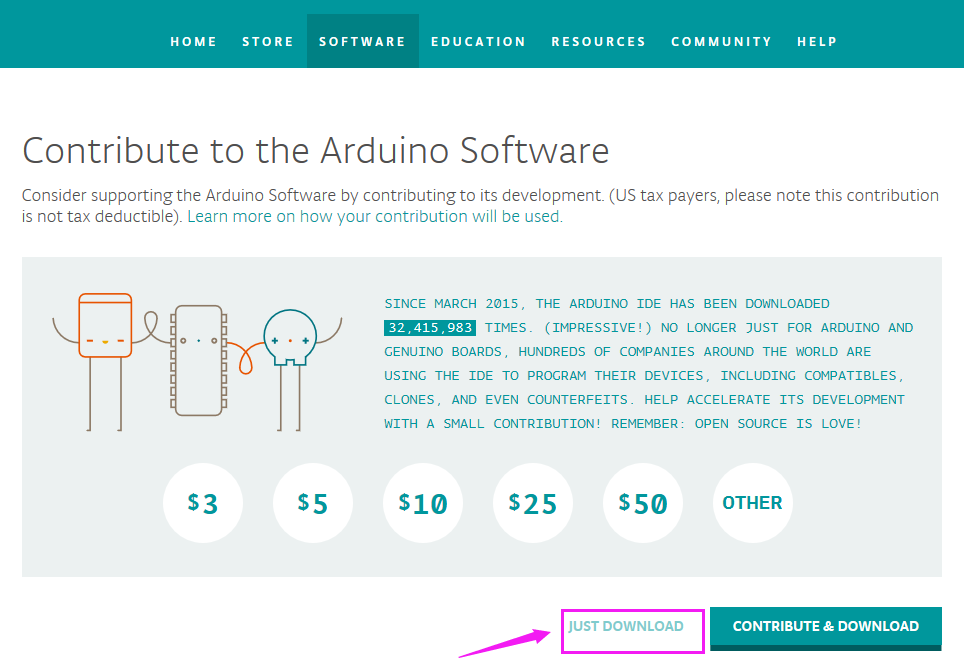 HOME STORE SOFTWARE EDUCATION RESOURCES COMMUNITY HELP
Contribute to the Arduino Software
Consider supporting the Arduino Software by contributing to its development. (US tax payers, please note this contribution
is not tax deductible). Learn more on how your contribution will be used.
SINCE MARCH 2015, THE ARDUINO IDE HAS BEEN DOWNLOADED
32,415,983 TIMES. (IMPRESSIVE!) NO LONGER JUST FOR ARDUINO AND
GENUINO BOARDS, HUNDREDS OF COMPANIES AROUND THE WORLD ARE
USING THE IDE TO PROGRAM THEIR DEVICES, INCLUDING COMPATIBLES,
CLONES, AND EVEN COUNTERFEITS. HELP ACCELERATE ITS DEVELOPMENT
WITH A SMALL CONTRIBUTION! REMEMBER: OPEN SOURCE IS LOVE!
$3 $5 $10 $25 $50 OTHER
JUST DOWNLOAD CONTRIBUTE & DOWNLOAD